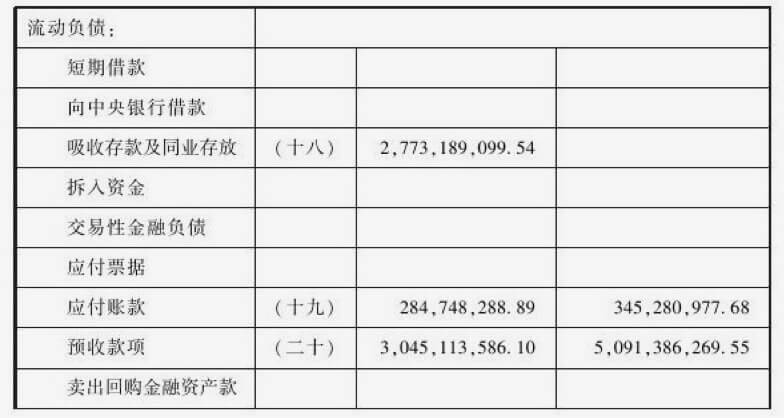 流动负债：
短期借款
向中央银行借款
吸收存款及同业存放 (十八) 2,773,189,099.54
拆入资金
交易性金融负债
应付票据
应付账款 (十九) 284,748,288.89 345,280,977.68
预收款项 (二十) 3,045,113,586.10 5,091,386,269.55
卖出回购金融资产款